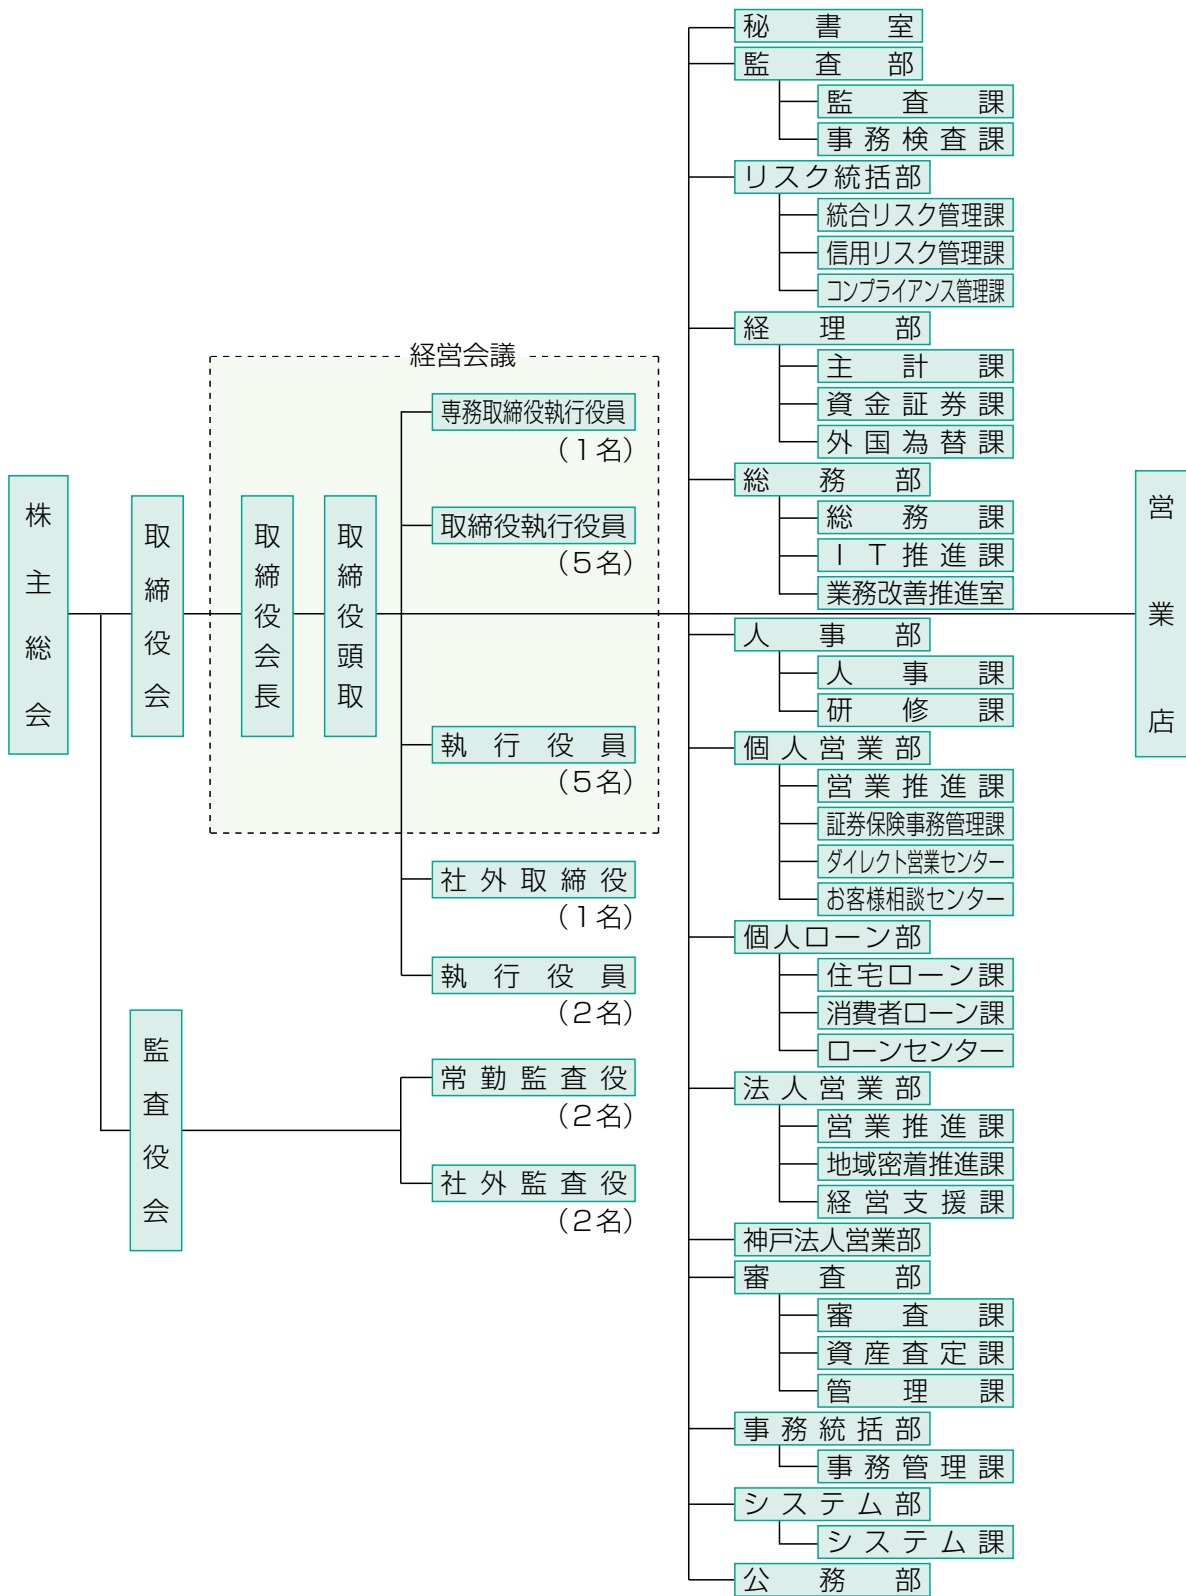 株主総会
取締役会
監査役会
経営会議
取締役会長
取締役頭取
専務取締役執行役員
(1名)
取締役執行役員
(5名)
執行役員
(5名)
社外取締役
(1名)
執行役員
(2名)
常勤監査役
(2名)
社外監査役
(2名)
秘書室
監査部
監査課
事務検査課
リスク統括部
統合リスク管理課
信用リスク管理課
コンプライアンス管理課
経理部
主計課
資金証券課
外国為替課
総務部
総務課
IT推進課
業務改善推進室
人事部
人事課
研修課
個人営業部
営業推進課
証券保険事務管理課
ダイレクト営業センター
お客様相談センター
個人ローン部
住宅ローン課
消費者ローン課
ローンセンター
法人営業部
営業推進課
地域密着推進課
経営支援課
神戸法人営業部
審査部
審査課
資産査定課
管理課
事務統括部
事務管理課
システム部
システム課
公務部
営業店